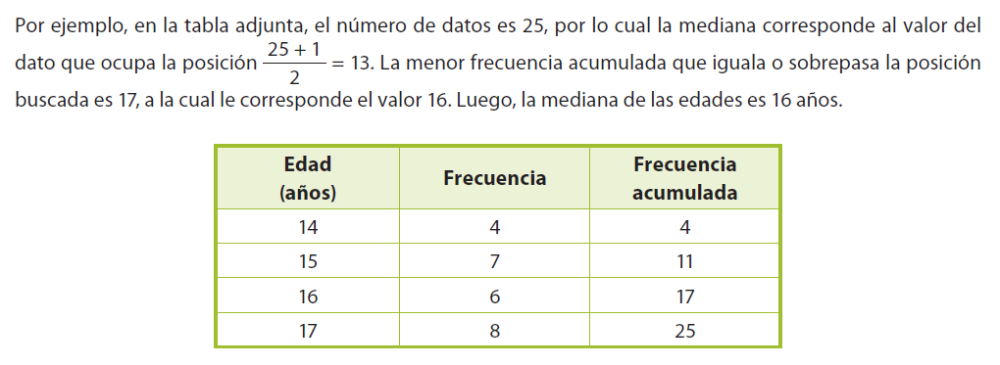 Por ejemplo, en la tabla adjunta, el número de datos es 25, por lo cual la mediana corresponde al valor del
dato que ocupa la posición (25 + 1)/2 = 13. La menor frecuencia acumulada que iguala o sobrepasa la posición
buscada es 17, a la cual le corresponde el valor 16. Luego, la mediana de las edades es 16 años.
Edad (años) Frecuencia Frecuencia acumulada
14 4 4
15 7 11
16 6 17
17 8 25